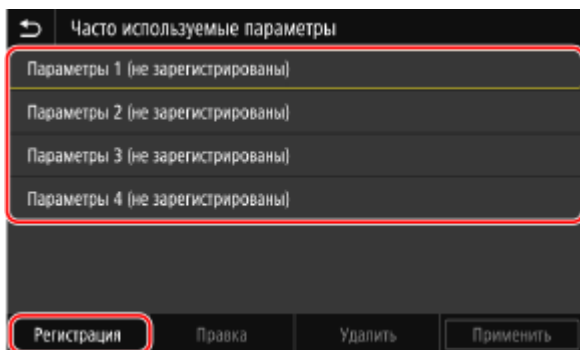 Часто используемые параметры
Параметры 1 (не зарегистрированы)
Параметры 2 (не зарегистрированы)
Параметры 3 (не зарегистрированы)
Параметры 4 (не зарегистрированы)
Регистрация Правка Удалить Применить